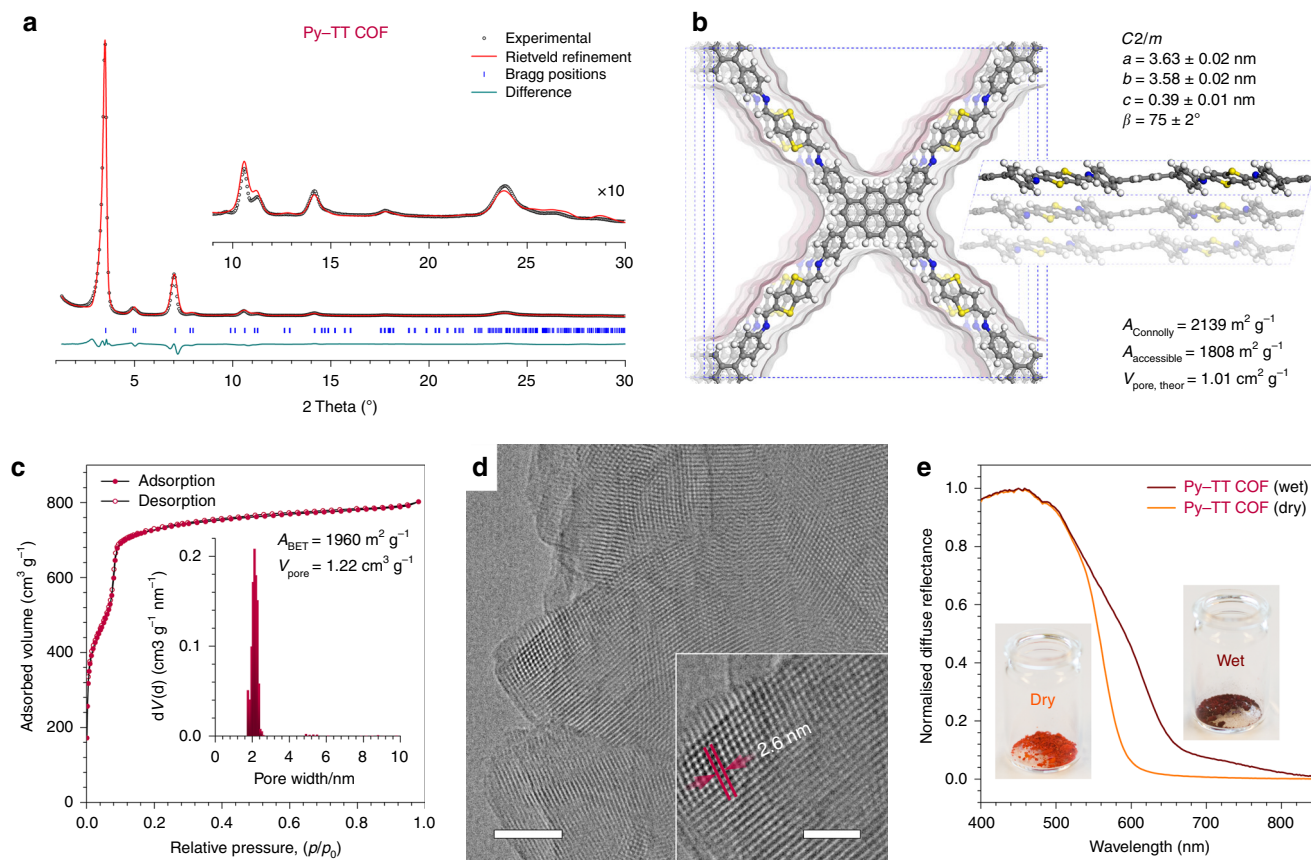 a
Py–TT COF
Experimental
Rietveld refinement
Bragg positions
Difference
×10
10 15 20 25 30
5 10 15 20 25 30
2 Theta (°)
b
C2/m
a = 3.63 ± 0.02 nm
b = 3.58 ± 0.02 nm
c = 0.39 ± 0.01 nm
β = 75 ± 2°
A_Connolly = 2139 m² g⁻¹
A_accessible = 1808 m² g⁻¹
V_pore, theor = 1.01 cm² g⁻¹
c
Adsorption
Desorption
A_BET = 1960 m² g⁻¹
V_pore = 1.22 cm³ g⁻¹
Adsorbed volume (cm³ g⁻¹)
800
600
400
200
0
0.0 0.2 0.4 0.6 0.8 1.0
Relative pressure, (p/p₀)
dV(d) (cm3 g⁻¹ nm⁻¹)
0.2
0.1
0
0 2 4 6 8 10
Pore width/nm
d
2.6 nm
e
Py–TT COF (wet)
Py–TT COF (dry)
Normalised diffuse reflectance
1.0
0.8
0.6
0.4
0.2
0.0
Dry
Wet
400 500 600 700 800
Wavelength (nm)